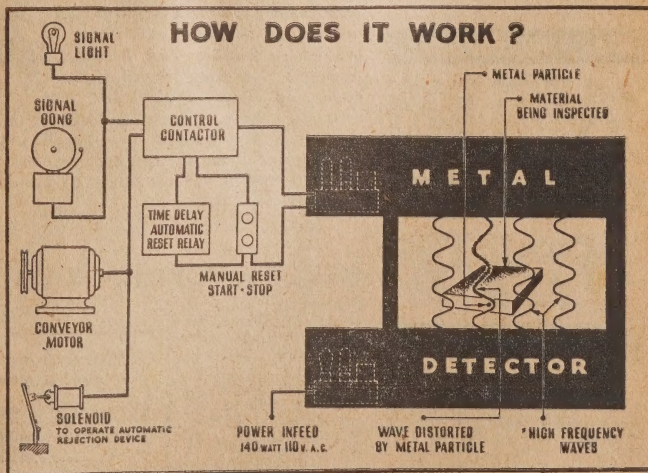 HOW DOES IT WORK ?
SIGNAL
LIGHT
SIGNAL
GONG
CONTROL
CONTACTOR
TIME DELAY
AUTOMATIC
RESET RELAY
MANUAL RESET
START - STOP
CONVEYOR
MOTOR
SOLENOID
TO OPERATE AUTOMATIC
REJECTION DEVICE
METAL PARTICLE
MATERIAL
BEING INSPECTED
METAL
DETECTOR
POWER INFEED
140 WATT 110 V. A.C.
WAVE DISTORTED
BY METAL PARTICLE
HIGH FREQUENCY
WAVES